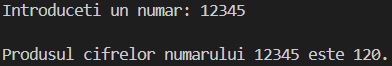 Introduceti un numar: 12345
Produsul cifrelor numarului 12345 este 120.